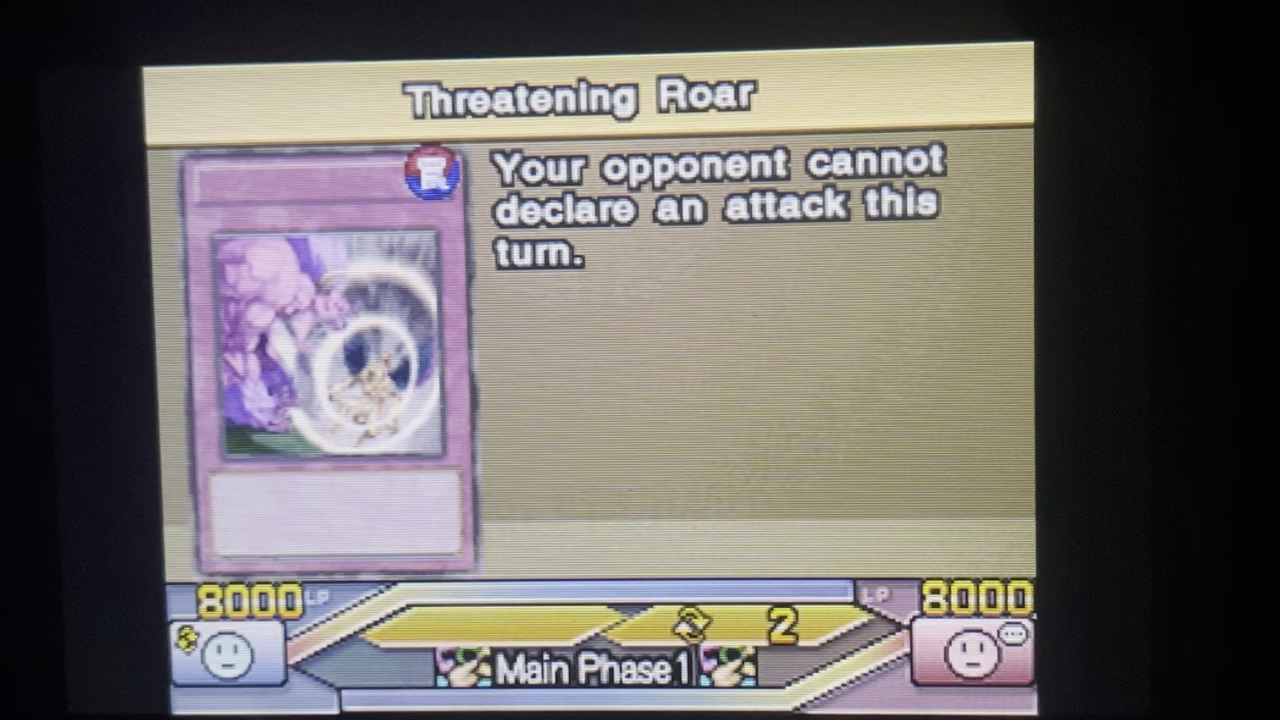 Threatening Roar
Your opponent cannot
declare an attack this
turn.
8000 LP
LP 8000
2
Main Phase 1